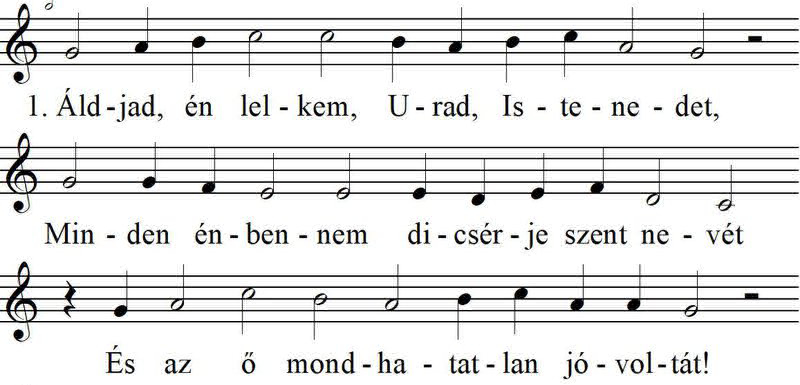 1. Áld-jad, én lel-kem, U-rad, Is-te-ne-det,
Min-den én-ben-nem di-csér-je szent ne-vét
És az ő mond-ha-tat-lan jó-vol-tát!